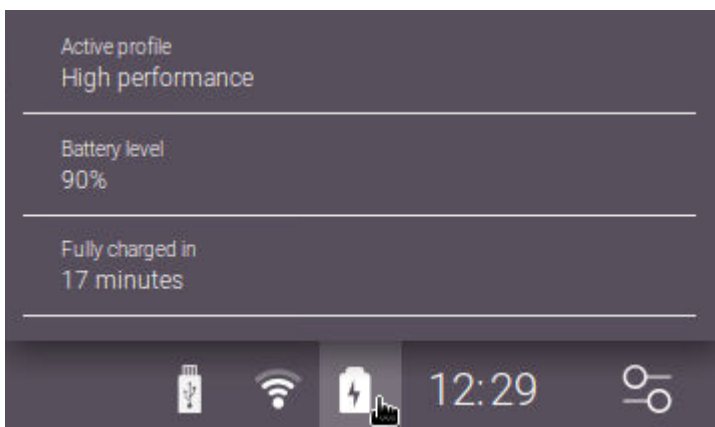 Active profile
High performance
Battery level
90%
Fully charged in
17 minutes
12:29